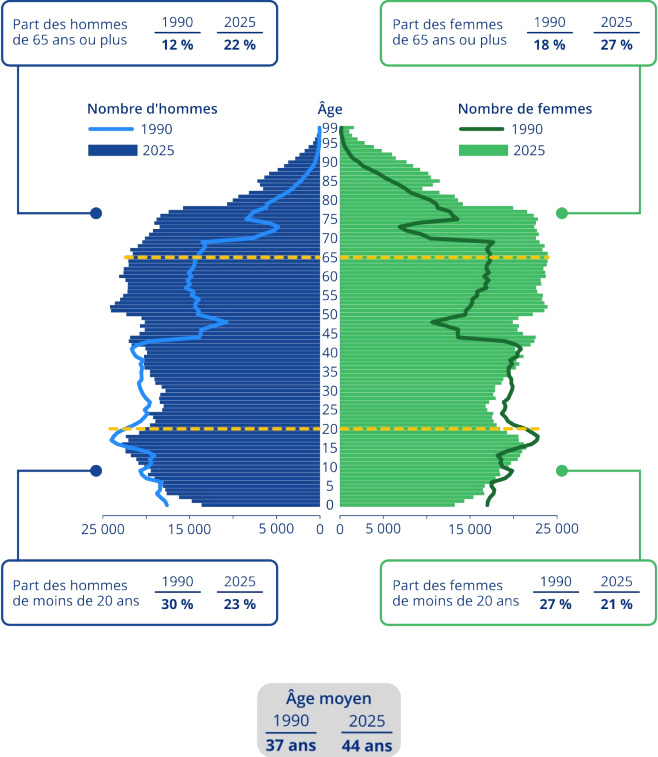 Part des hommes
de 65 ans ou plus
1990 2025
12 % 22 %
Part des femmes
de 65 ans ou plus
1990 2025
18 % 27 %
Nombre d'hommes
1990
2025
Âge
Nombre de femmes
1990
2025
99
95
90
85
80
75
70
65
60
55
50
45
40
35
30
25
20
15
10
5
0
25 000 15 000 5 000 0 0 5 000 15 000 25 000
Part des hommes
de moins de 20 ans
1990 2025
30 % 23 %
Part des femmes
de moins de 20 ans
1990 2025
27 % 21 %
Âge moyen
1990 2025
37 ans 44 ans